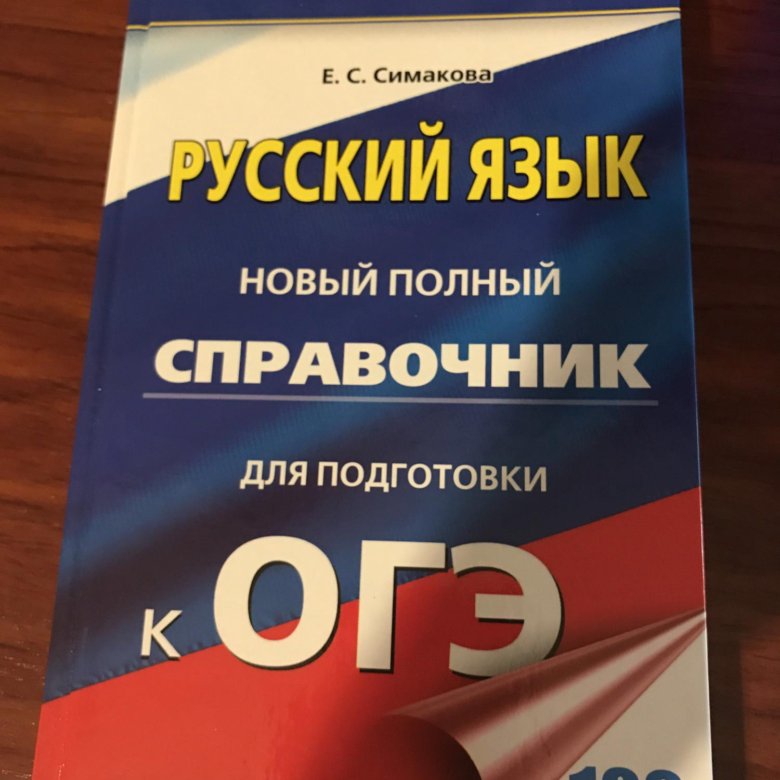 Е. С. Симакова
РУССКИЙ ЯЗЫК
НОВЫЙ ПОЛНЫЙ
СПРАВОЧНИК
ДЛЯ ПОДГОТОВКИ
К ОГЭ